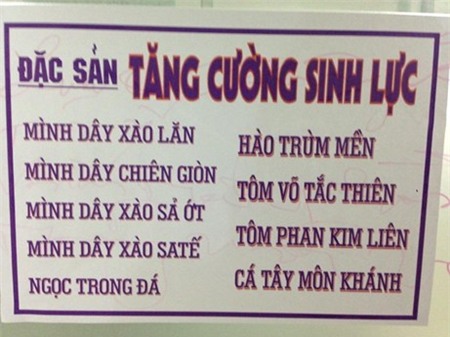 ĐẶC SẢN TĂNG CƯỜNG SINH LỰC
MÌNH DÂY XÀO LĂN
MÌNH DÂY CHIÊN GIÒN
MÌNH DÂY XÀO SẢ ỚT
MÌNH DÂY XÀO SATẾ
NGỌC TRONG ĐÁ
HÀO TRÙM MỀN
TÔM VÕ TẮC THIÊN
TÔM PHAN KIM LIÊN
CÁ TÂY MÔN KHÁNH